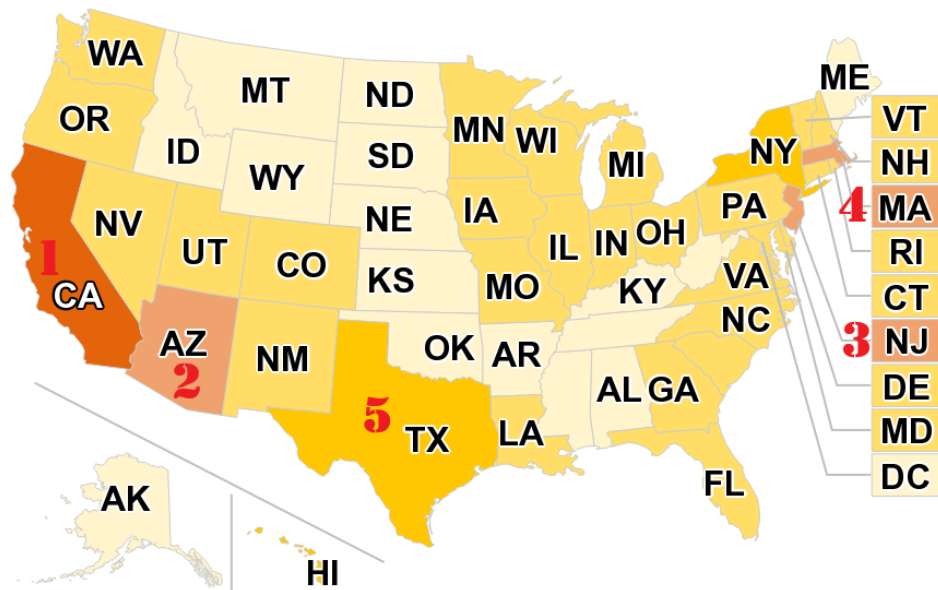 WA
MT
ND
ME
OR
MN
VT
ID
SD
WI
MI
NY
NH
WY
4
MA
NV
NE
IA
PA
RI
UT
CO
IL
IN
OH
1
CA
KS
MO
KY
VA
CT
NC
3
NJ
AZ
2
NM
OK
AR
AL
GA
DE
5
TX
LA
MD
FL
DC
AK
HI